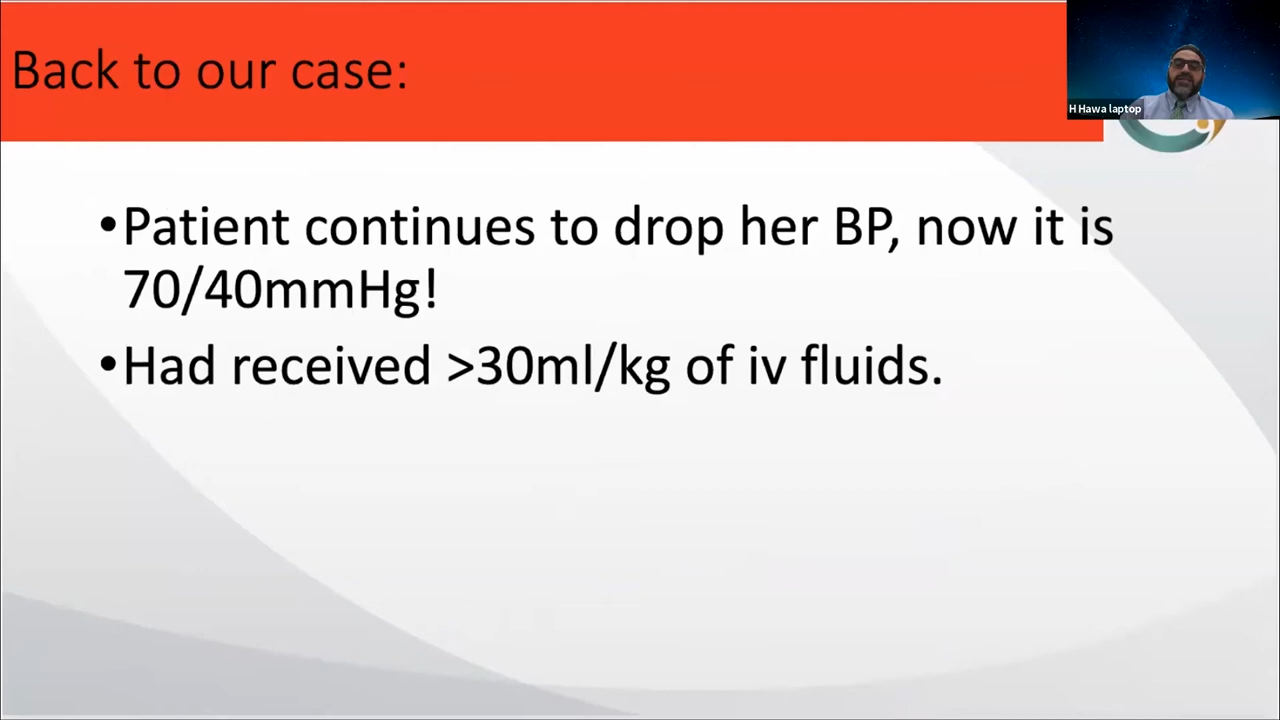 Back to our case:
H Hawa laptop
•Patient continues to drop her BP, now it is
70/40mmHg!
•Had received >30ml/kg of iv fluids.